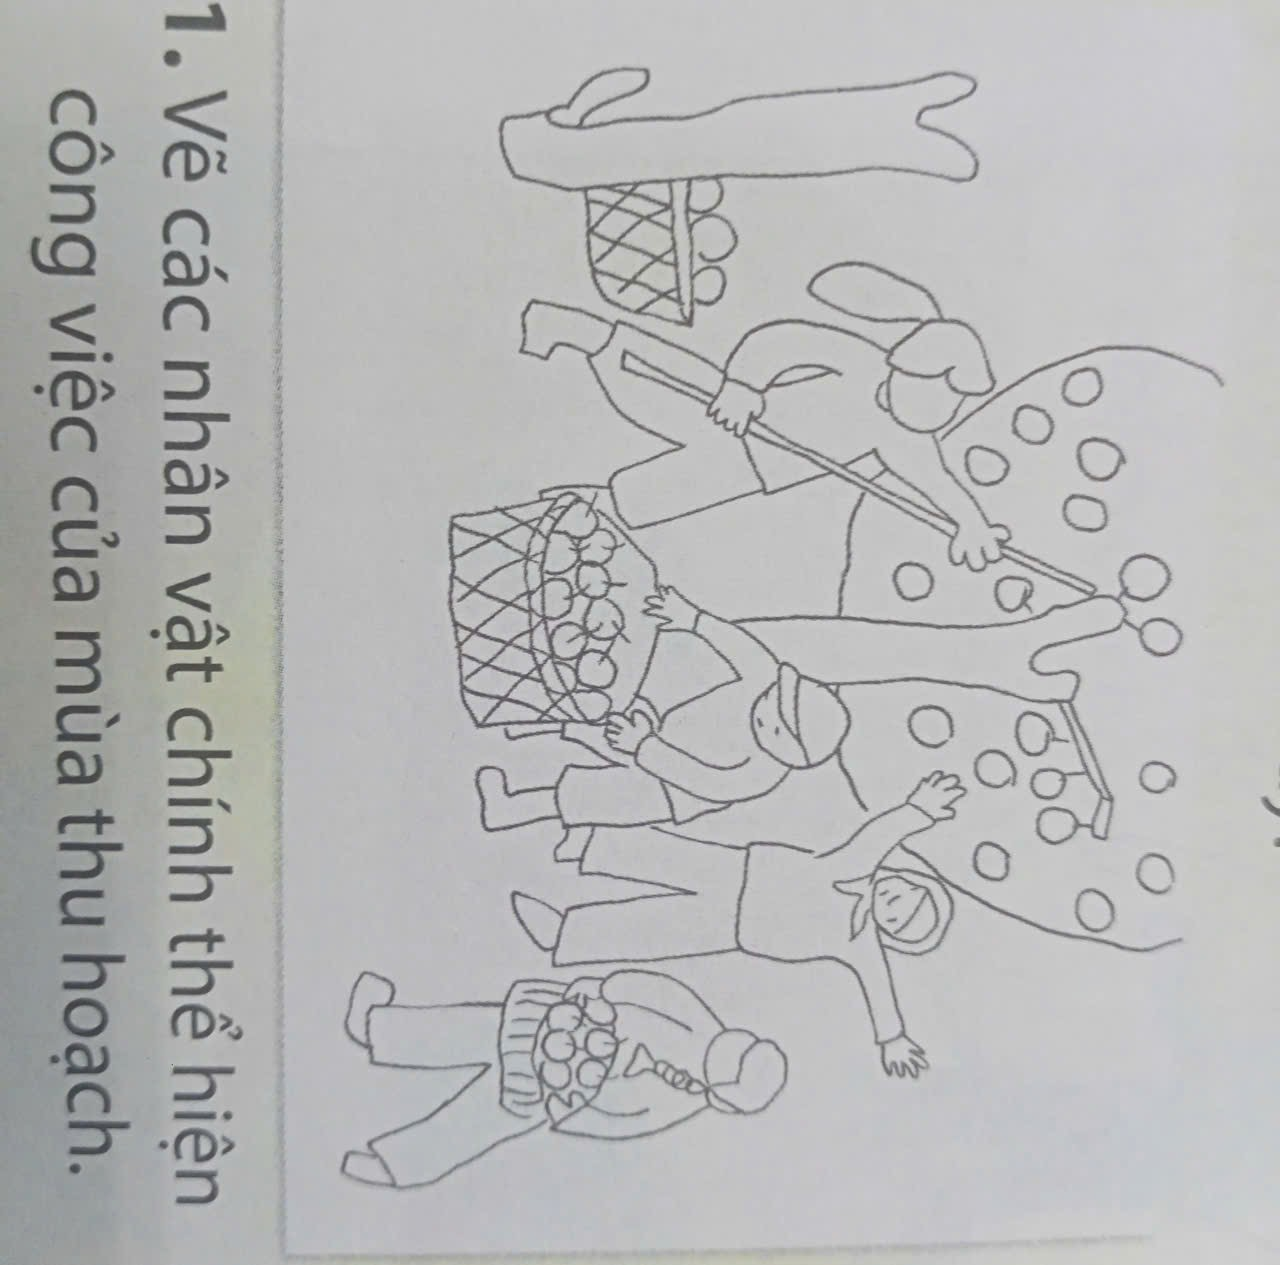 1. Vẽ các nhân vật chính thể hiện
công việc của mùa thu hoạch.